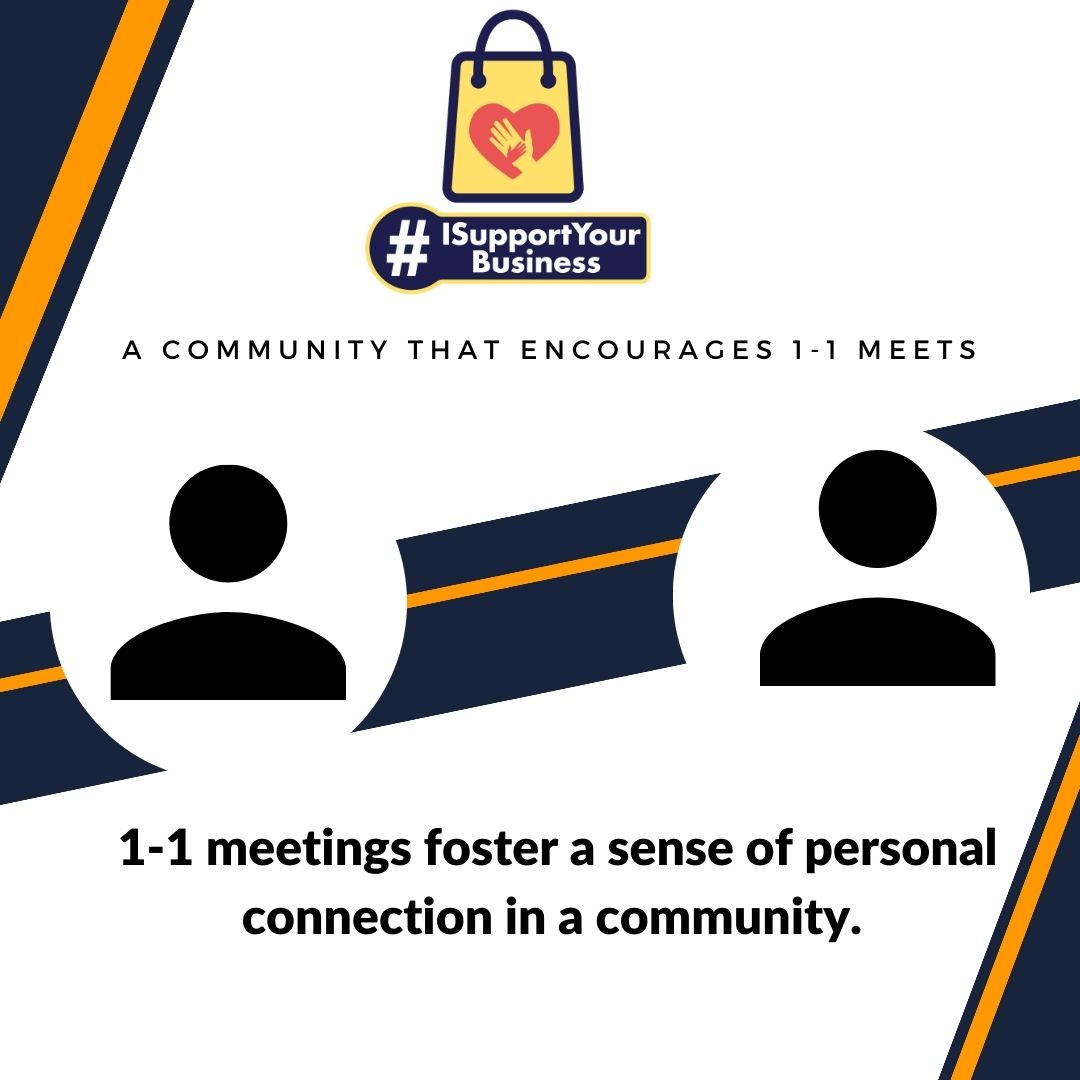 #ISupportYour
Business
A COMMUNITY THAT ENCOURAGES 1-1 MEETS
1-1 meetings foster a sense of personal
connection in a community.